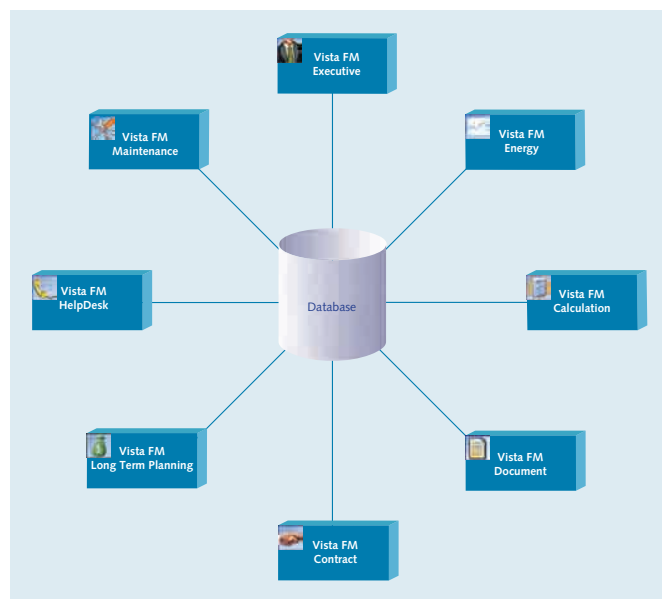 Vista FM
Executive
Vista FM
Maintenance
Vista FM
Energy
Vista FM
HelpDesk
Database
Vista FM
Calculation
Vista FM
Long Term Planning
Vista FM
Document
Vista FM
Contract